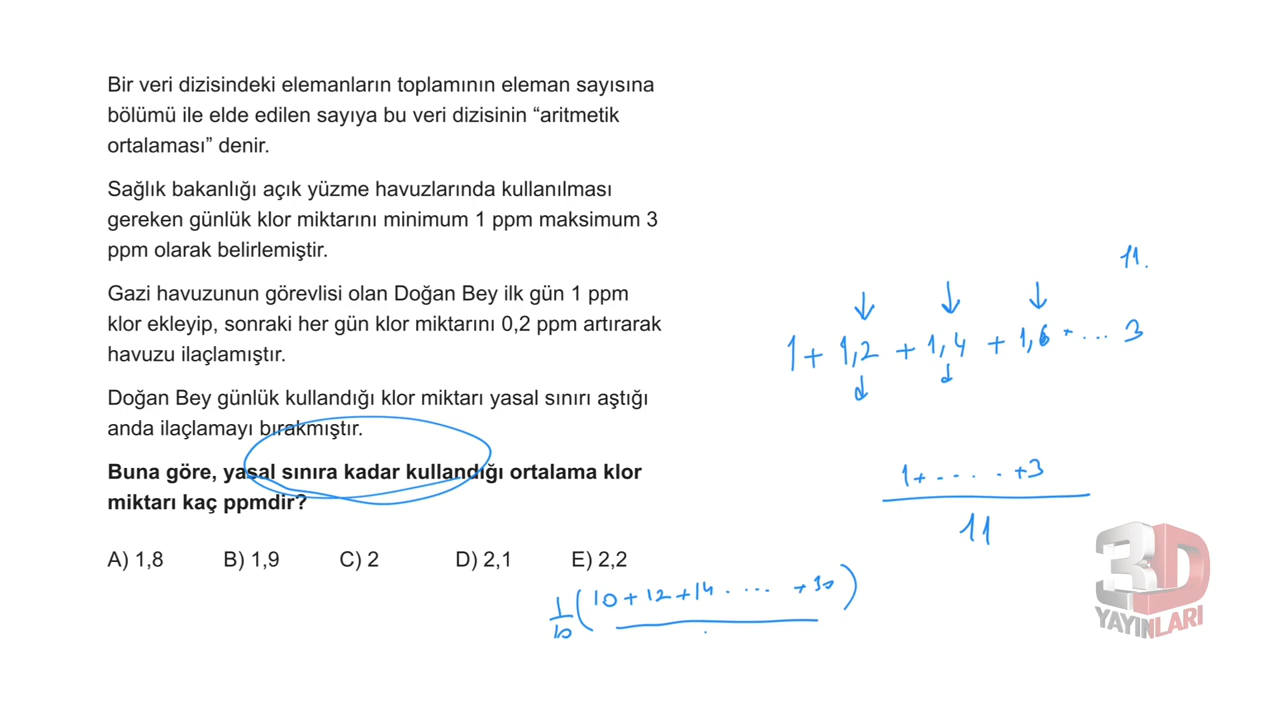 Bir veri dizisindeki elemanların toplamının eleman sayısına
bölümü ile elde edilen sayıya bu veri dizisinin “aritmetik
ortalaması” denir.
Sağlık bakanlığı açık yüzme havuzlarında kullanılması
gereken günlük klor miktarını minimum 1 ppm maksimum 3
ppm olarak belirlemiştir.
Gazi havuzunun görevlisi olan Doğan Bey ilk gün 1 ppm
klor ekleyip, sonraki her gün klor miktarını 0,2 ppm artırarak
havuzu ilaçlamıştır.
Doğan Bey günlük kullandığı klor miktarı yasal sınırı aştığı
anda ilaçlamayı bırakmıştır.
Buna göre, yasal sınıra kadar kullandığı ortalama klor
miktarı kaç ppmdir?
A) 1,8 B) 1,9 C) 2 D) 2,1 E) 2,2
11.
1 + 1,2 + 1,4 + 1,6 + ... 3
1 + ..... + 3
11
1
10 (10 + 12 + 14 . ... + 30)
3D
YAYINLARI